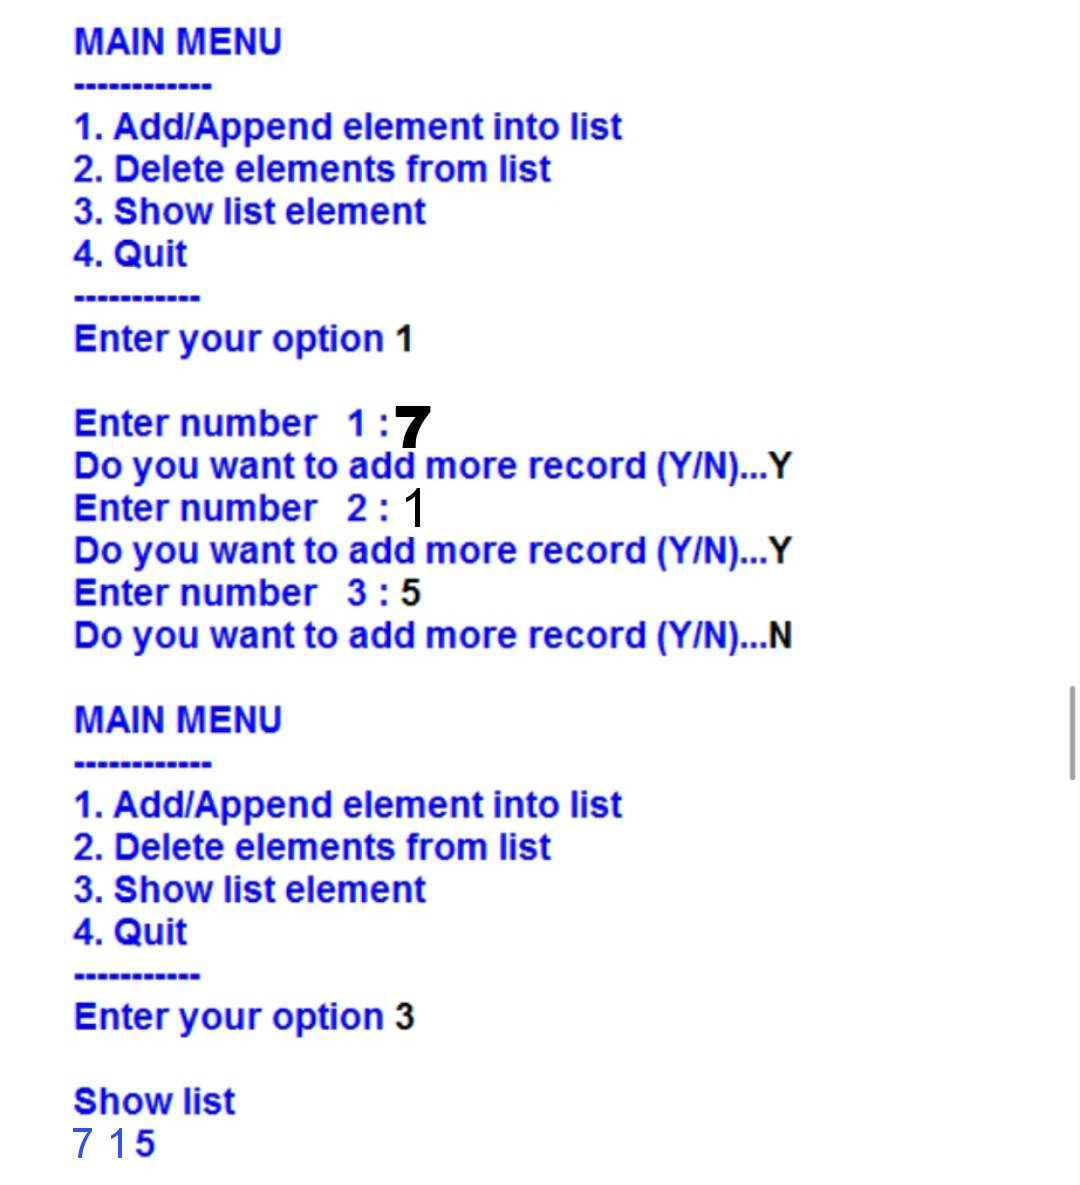 MAIN MENU
------------
1. Add/Append element into list
2. Delete elements from list
3. Show list element
4. Quit
-----------
Enter your option 1
Enter number 1 : 7
Do you want to add more record (Y/N)...Y
Enter number 2 : 1
Do you want to add more record (Y/N)...Y
Enter number 3 : 5
Do you want to add more record (Y/N)...N
MAIN MENU
------------
1. Add/Append element into list
2. Delete elements from list
3. Show list element
4. Quit
-----------
Enter your option 3
Show list
7 1 5